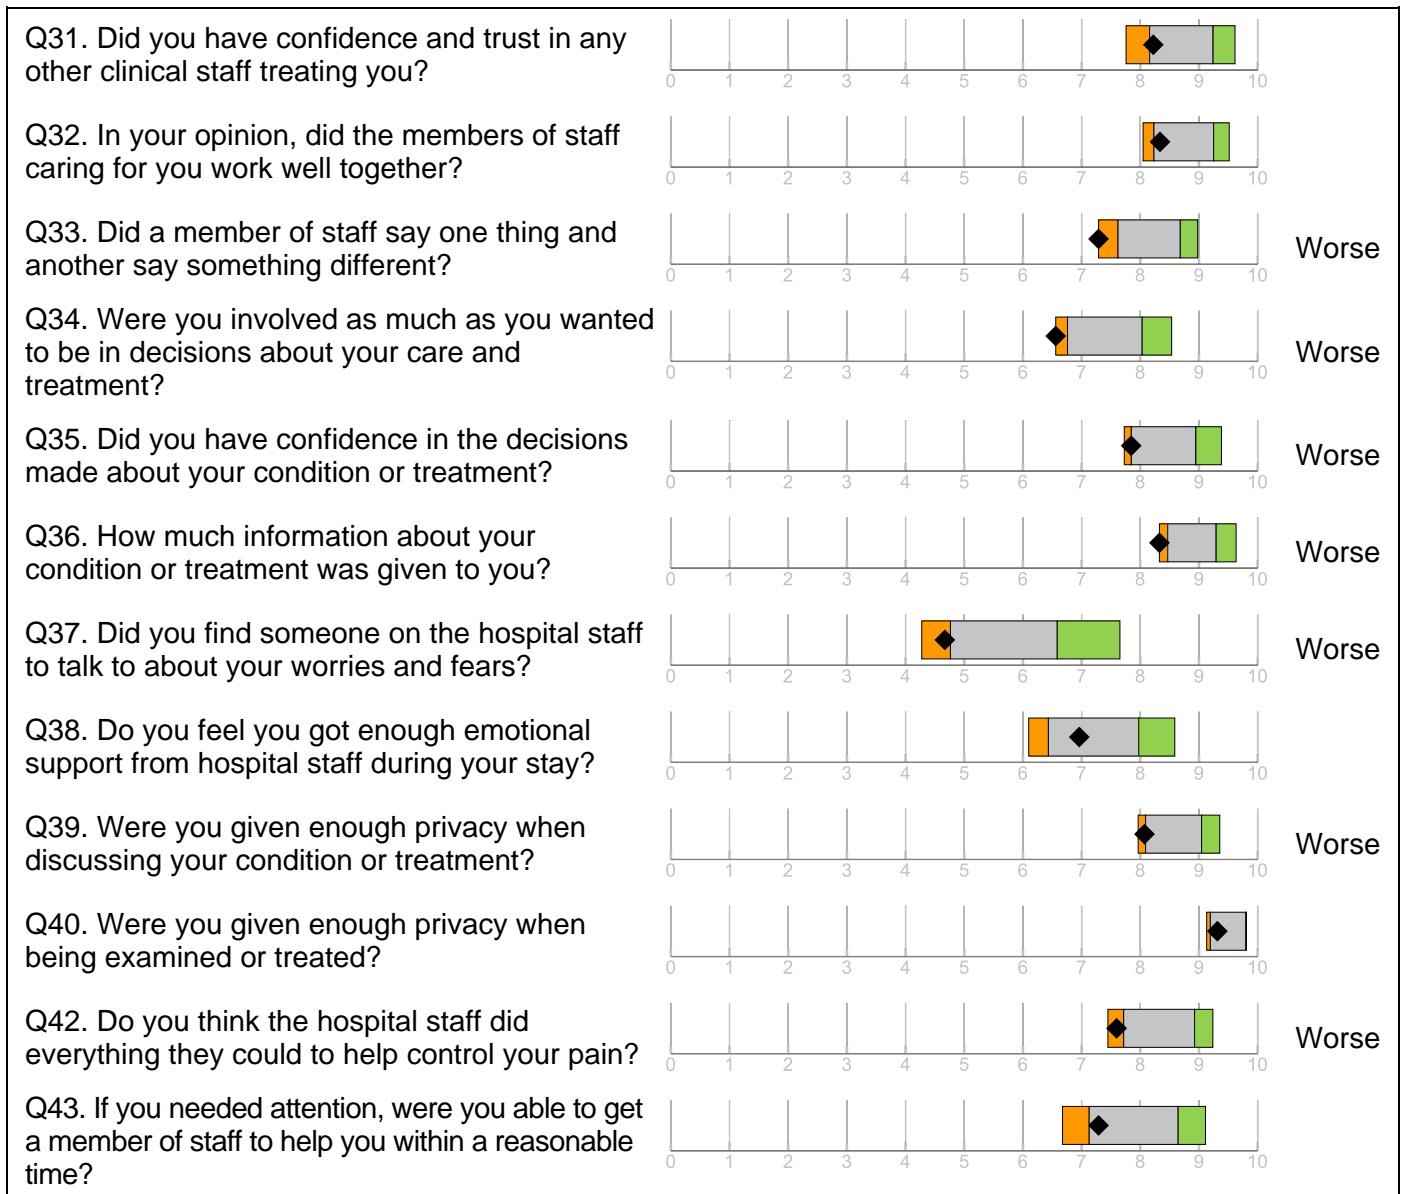 Q31. Did you have confidence and trust in any
other clinical staff treating you?
0 1 2 3 4 5 6 7 8 9 10
Q32. In your opinion, did the members of staff
caring for you work well together?
0 1 2 3 4 5 6 7 8 9 10
Q33. Did a member of staff say one thing and
another say something different?
Worse
0 1 2 3 4 5 6 7 8 9 10
Q34. Were you involved as much as you wanted
to be in decisions about your care and
treatment?
Worse
0 1 2 3 4 5 6 7 8 9 10
Q35. Did you have confidence in the decisions
made about your condition or treatment?
Worse
0 1 2 3 4 5 6 7 8 9 10
Q36. How much information about your
condition or treatment was given to you?
Worse
0 1 2 3 4 5 6 7 8 9 10
Q37. Did you find someone on the hospital staff
to talk to about your worries and fears?
Worse
0 1 2 3 4 5 6 7 8 9 10
Q38. Do you feel you got enough emotional
support from hospital staff during your stay?
0 1 2 3 4 5 6 7 8 9 10
Q39. Were you given enough privacy when
discussing your condition or treatment?
Worse
0 1 2 3 4 5 6 7 8 9 10
Q40. Were you given enough privacy when
being examined or treated?
0 1 2 3 4 5 6 7 8 9 10
Q42. Do you think the hospital staff did
everything they could to help control your pain?
Worse
0 1 2 3 4 5 6 7 8 9 10
Q43. If you needed attention, were you able to get
a member of staff to help you within a reasonable
time?
0 1 2 3 4 5 6 7 8 9 10